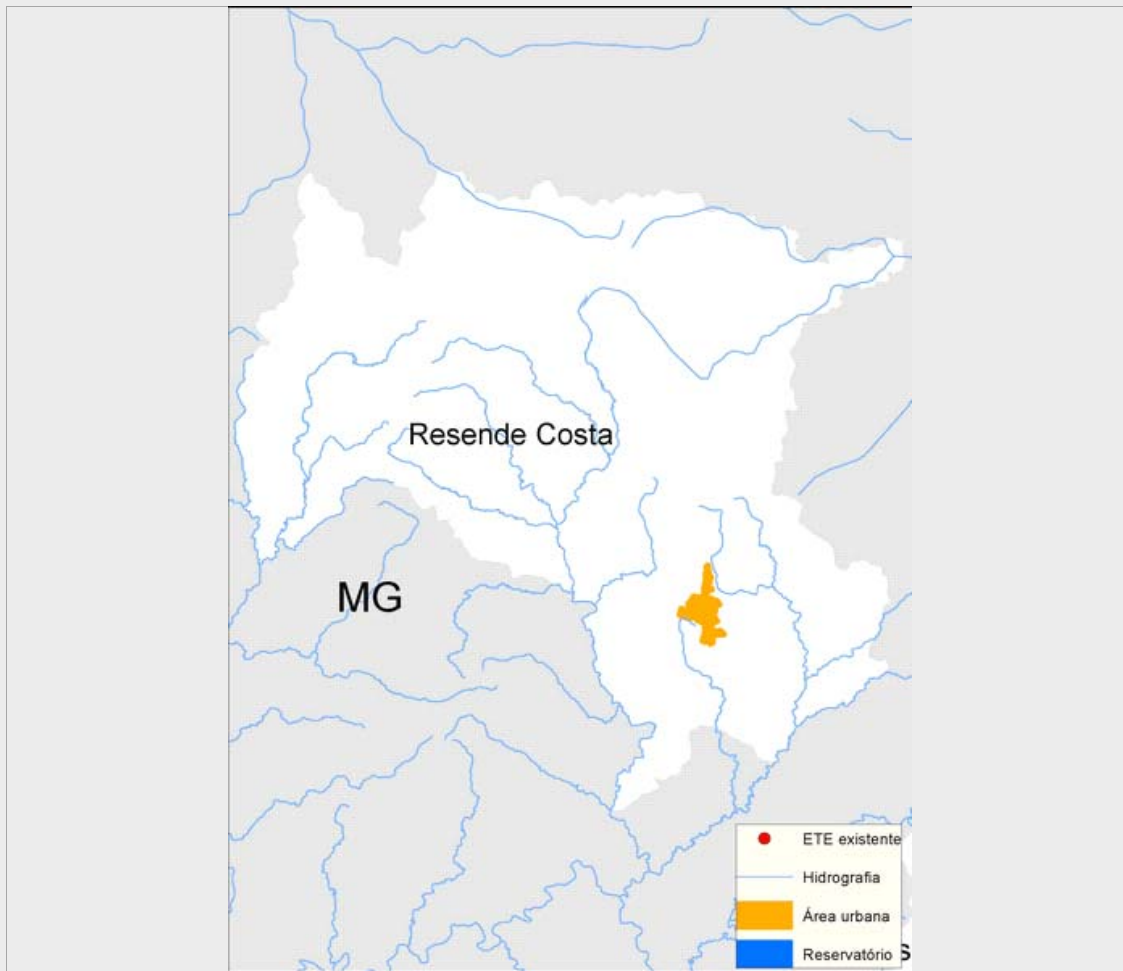 Resende Costa
MG
ETE existente
Hidrografia
Área urbana
Reservatório
s